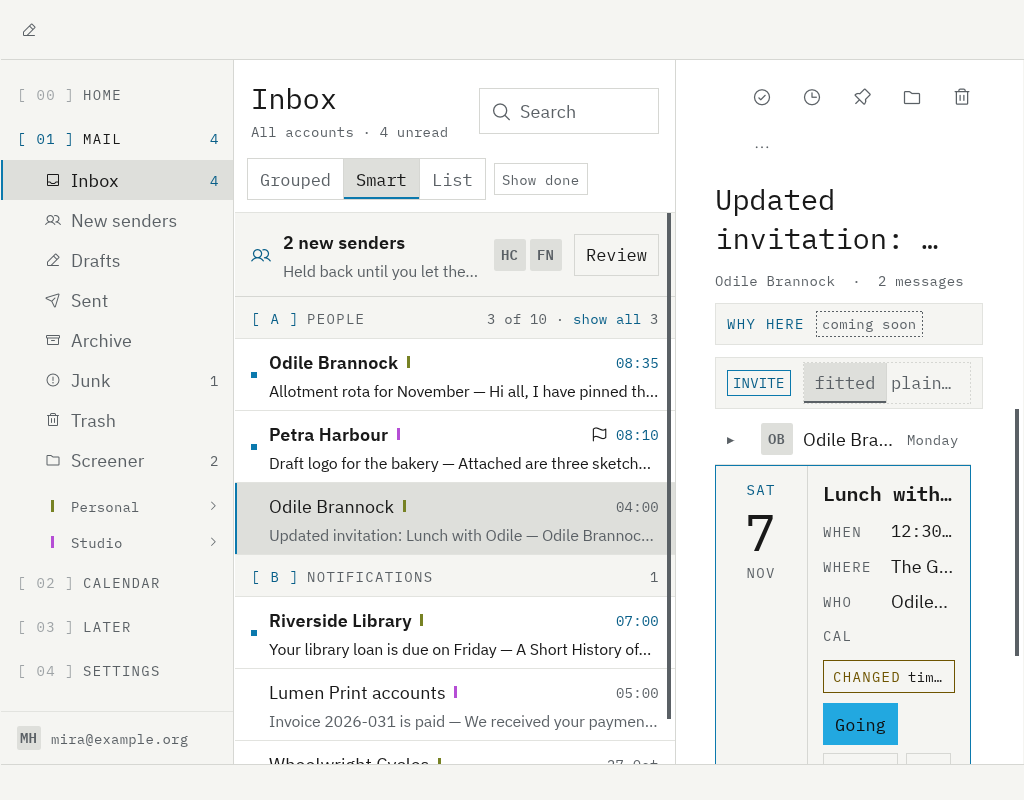 [ 00 ] HOME
[ 01 ] MAIL 4
Inbox 4
New senders
Drafts
Sent
Archive
Junk 1
Trash
Screener 2
Personal
Studio
[ 02 ] CALENDAR
[ 03 ] LATER
[ 04 ] SETTINGS
MH mira@example.org
Inbox
All accounts · 4 unread
Search
Grouped Smart List Show done
2 new senders
Held back until you let the…
HC FN Review
[ A ] PEOPLE 3 of 10 · show all 3
Odile Brannock 08:35
Allotment rota for November — Hi all, I have pinned th…
Petra Harbour 08:10
Draft logo for the bakery — Attached are three sketch…
Odile Brannock 04:00
Updated invitation: Lunch with Odile — Odile Brannoc…
[ B ] NOTIFICATIONS 1
Riverside Library 07:00
Your library loan is due on Friday — A Short History of…
Lumen Print accounts 05:00
Invoice 2026-031 is paid — We received your paymen…
Wheelwright Cycles 27 Oct
…
Updated
invitation: …
Odile Brannock · 2 messages
WHY HERE coming soon
INVITE fitted plain…
OB Odile Bra… Monday
SAT
7
NOV
Lunch with…
WHEN 12:30…
WHERE The G…
WHO Odile…
CAL
CHANGED tim…
Going